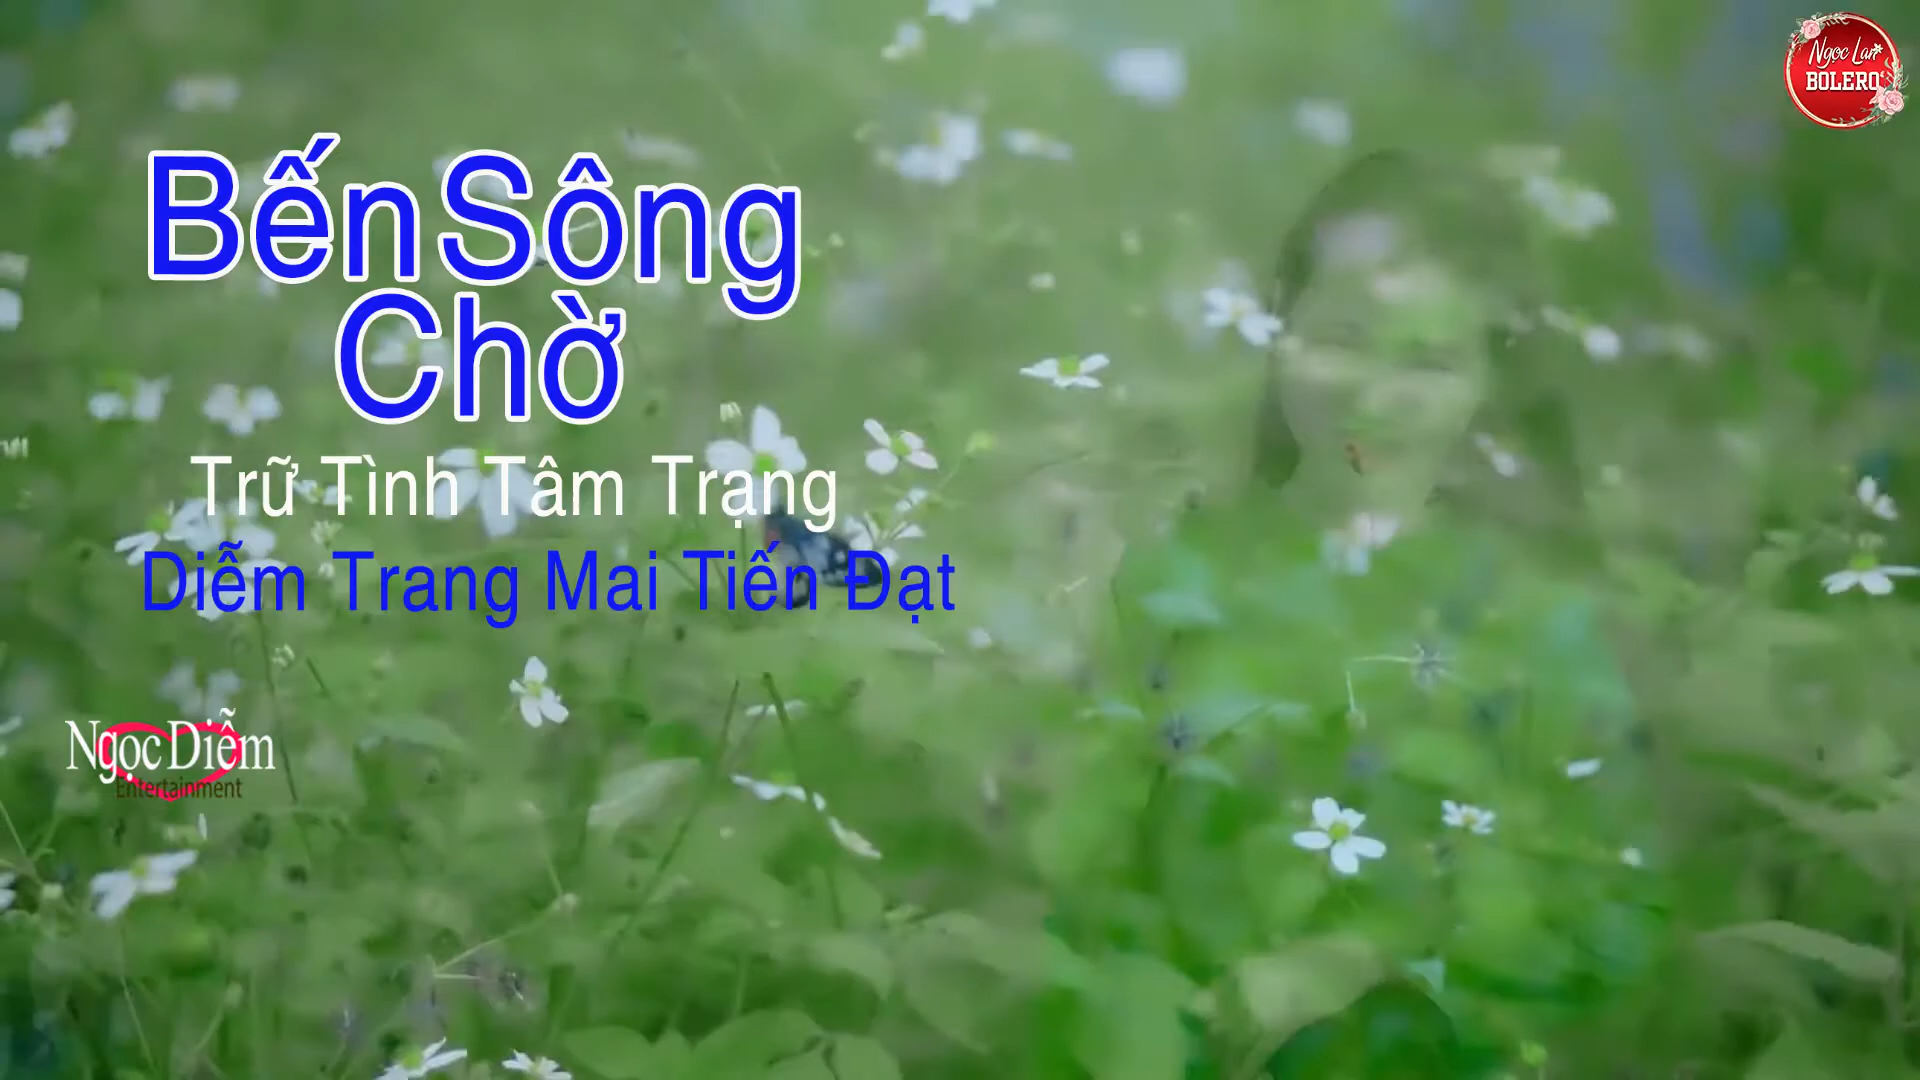 Ngọc Lan
BOLERO
Bến Sông
Chờ
Trữ Tình Tâm Trạng
Diễm Trang Mai Tiến Đạt
Ngọc Diễm
Entertainment